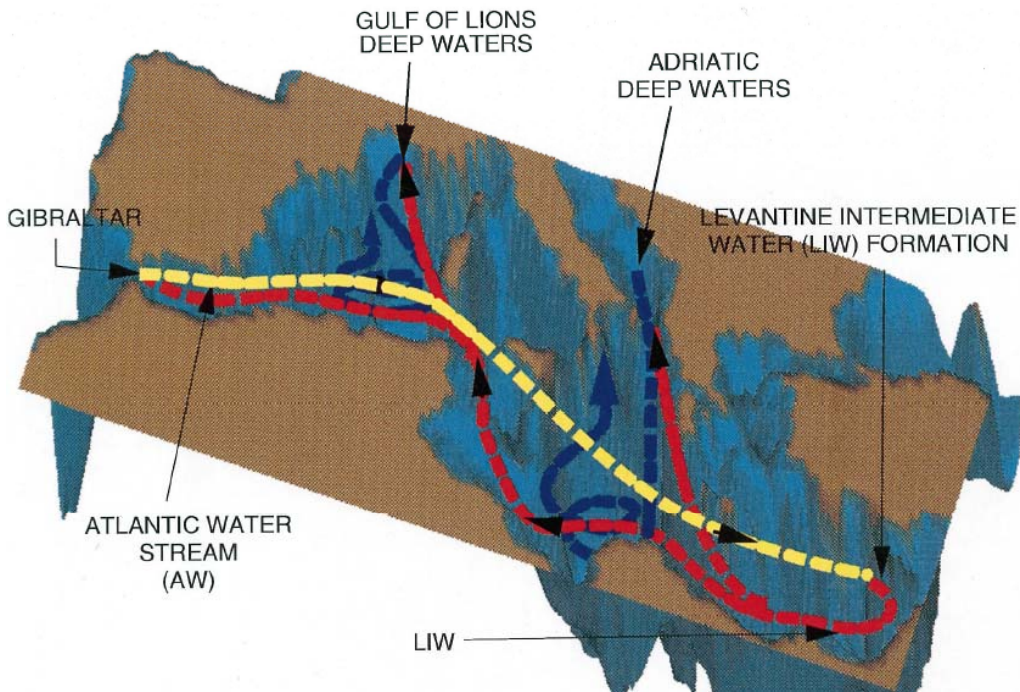 GULF OF LIONS
DEEP WATERS
ADRIATIC
DEEP WATERS
GIBRALTAR
LEVANTINE INTERMEDIATE
WATER (LIW) FORMATION
ATLANTIC WATER
STREAM
(AW)
LIW